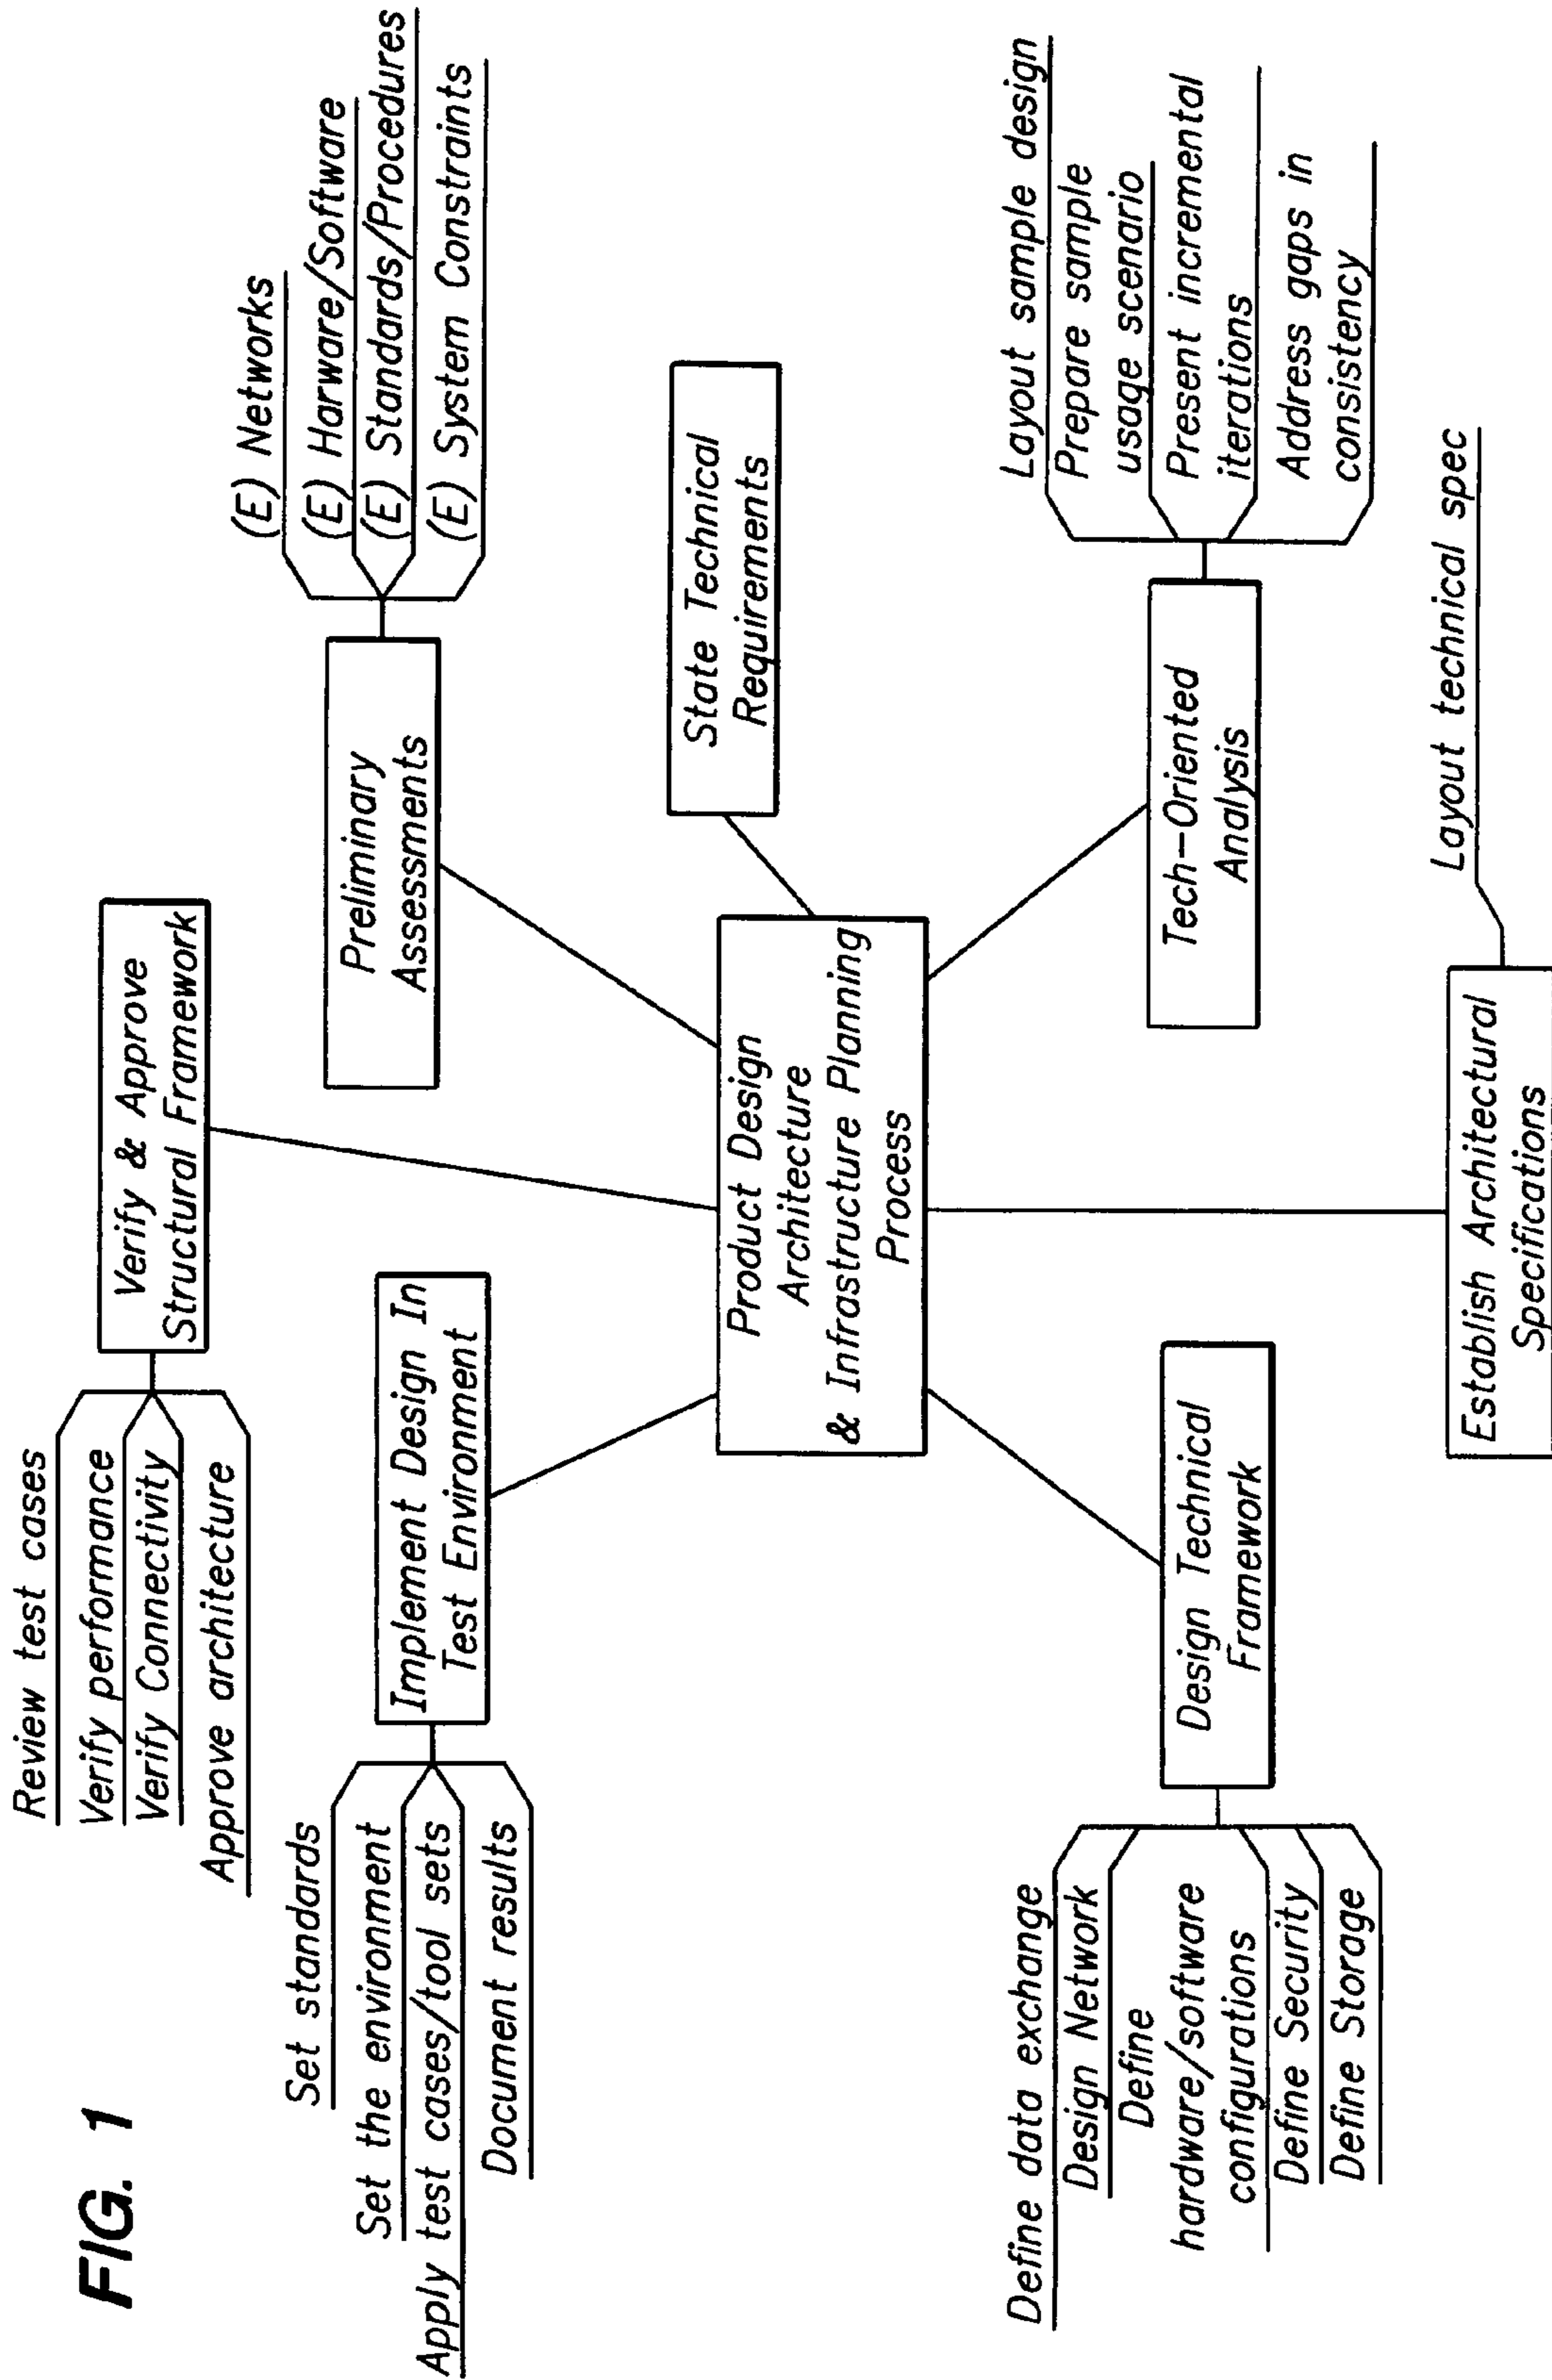 FIG. 1
Review test cases
Verify performance
Verify Connectivity
Approve architecture
Verify & Approve
Structural Framework
Set standards
Set the environment
Apply test cases/tool sets
Document results
Implement Design In
Test Environment
Preliminary
Assessments
(E) Networks
(E) Harware/Software
(E) Standards/Procedures
(E) System Constraints
Product Design
Architecture
& Infrastructure Planning
Process
State Technical
Requirements
Define data exchange
Design Network
Define
hardware/software
configurations
Define Security
Define Storage
Design Technical
Framework
Tech-Oriented
Analysis
Layout sample design
Prepare sample
usage scenario
Present incremental
iterations
Address gaps in
consistency
Establish Architectural
Specifications
Layout technical spec